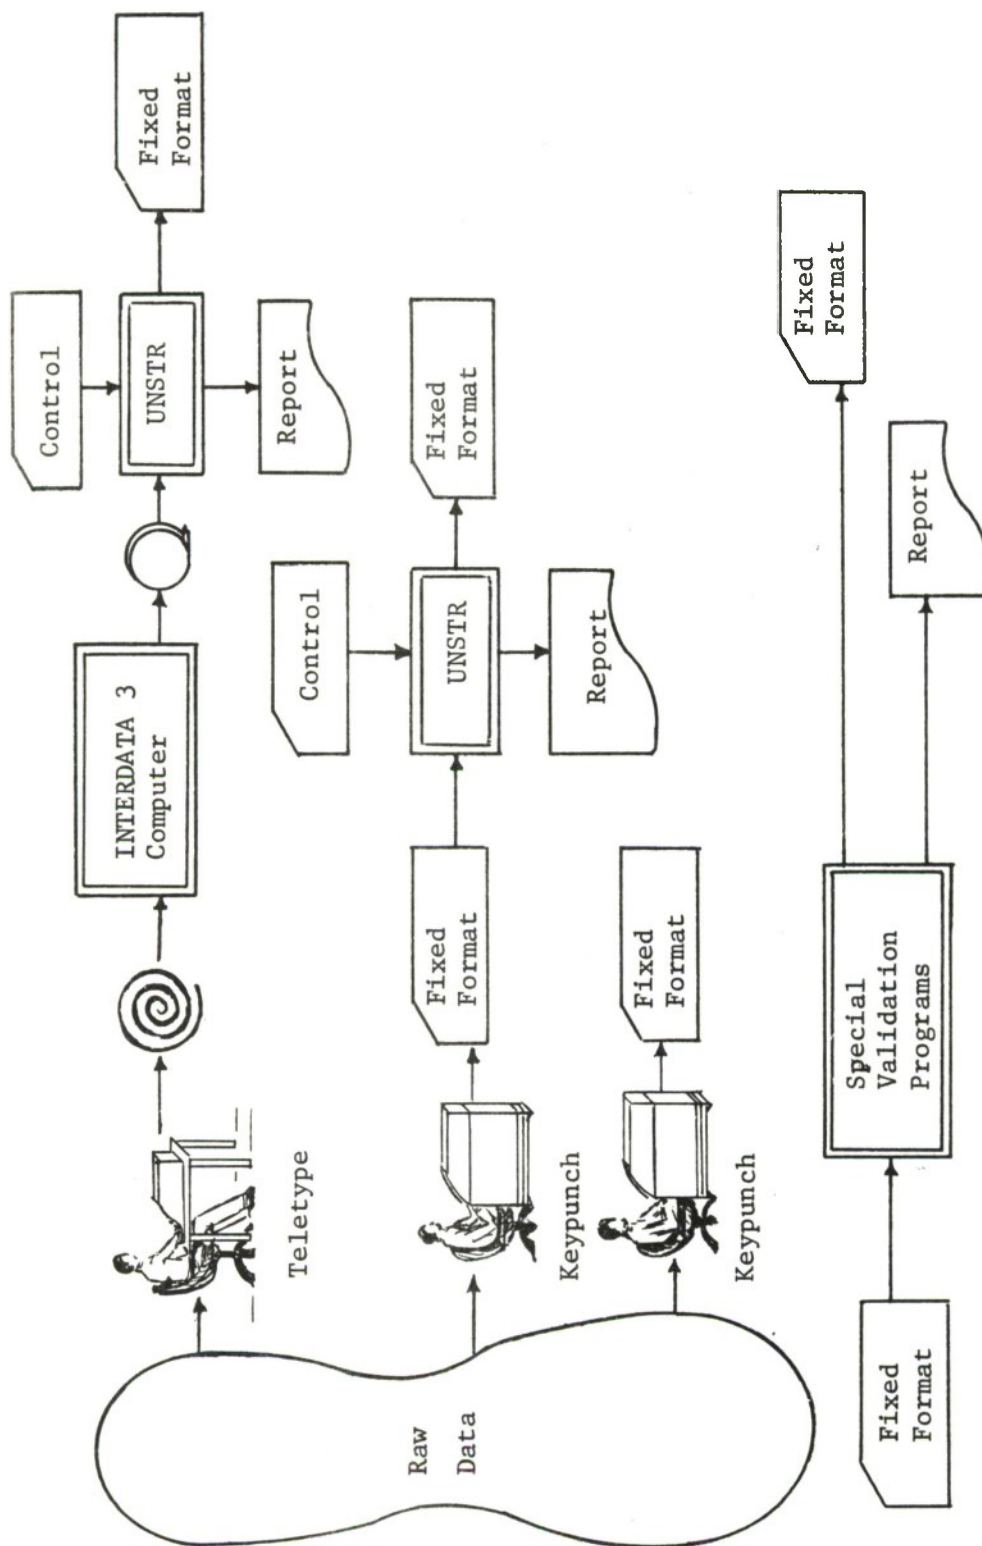 Raw
Data
Teletype
INTERDATA 3
Computer
Control
UNSTR
Report
Fixed
Format
Keypunch
Fixed
Format
Control
UNSTR
Report
Fixed
Format
Keypunch
Fixed
Format
Fixed
Format
Special
Validation
Programs
Fixed
Format
Report